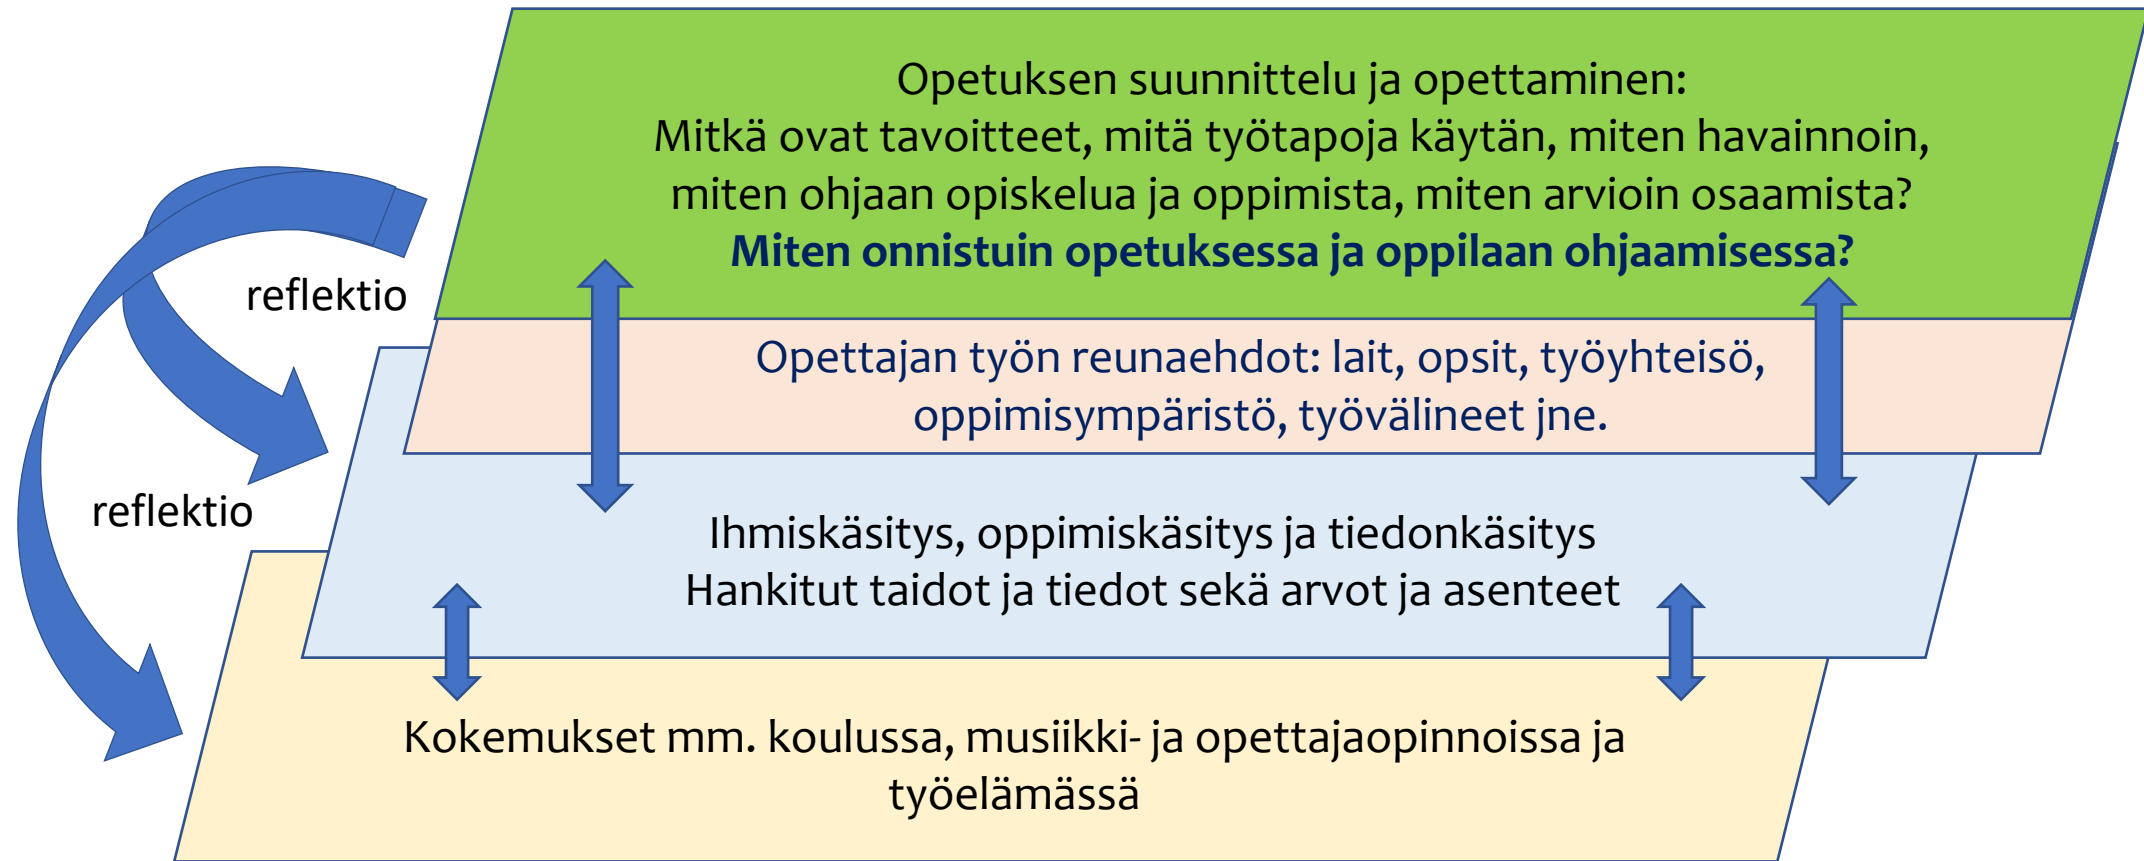 Opetuksen suunnittelu ja opettaminen:
Mitkä ovat tavoitteet, mitä työtapoja käytän, miten havainnoin,
miten ohjaan opiskelua ja oppimista, miten arvioin osaamista?
Miten onnistuin opetuksessa ja oppilaan ohjaamisessa?
reflektio
Opettajan työn reunaehdot: lait, opsit, työyhteisö,
oppimisympäristö, työvälineet jne.
reflektio
Ihmiskäsitys, oppimiskäsitys ja tiedonkäsitys
Hankitut taidot ja tiedot sekä arvot ja asenteet
Kokemukset mm. koulussa, musiikki- ja opettajaopinnoissa ja
työelämässä